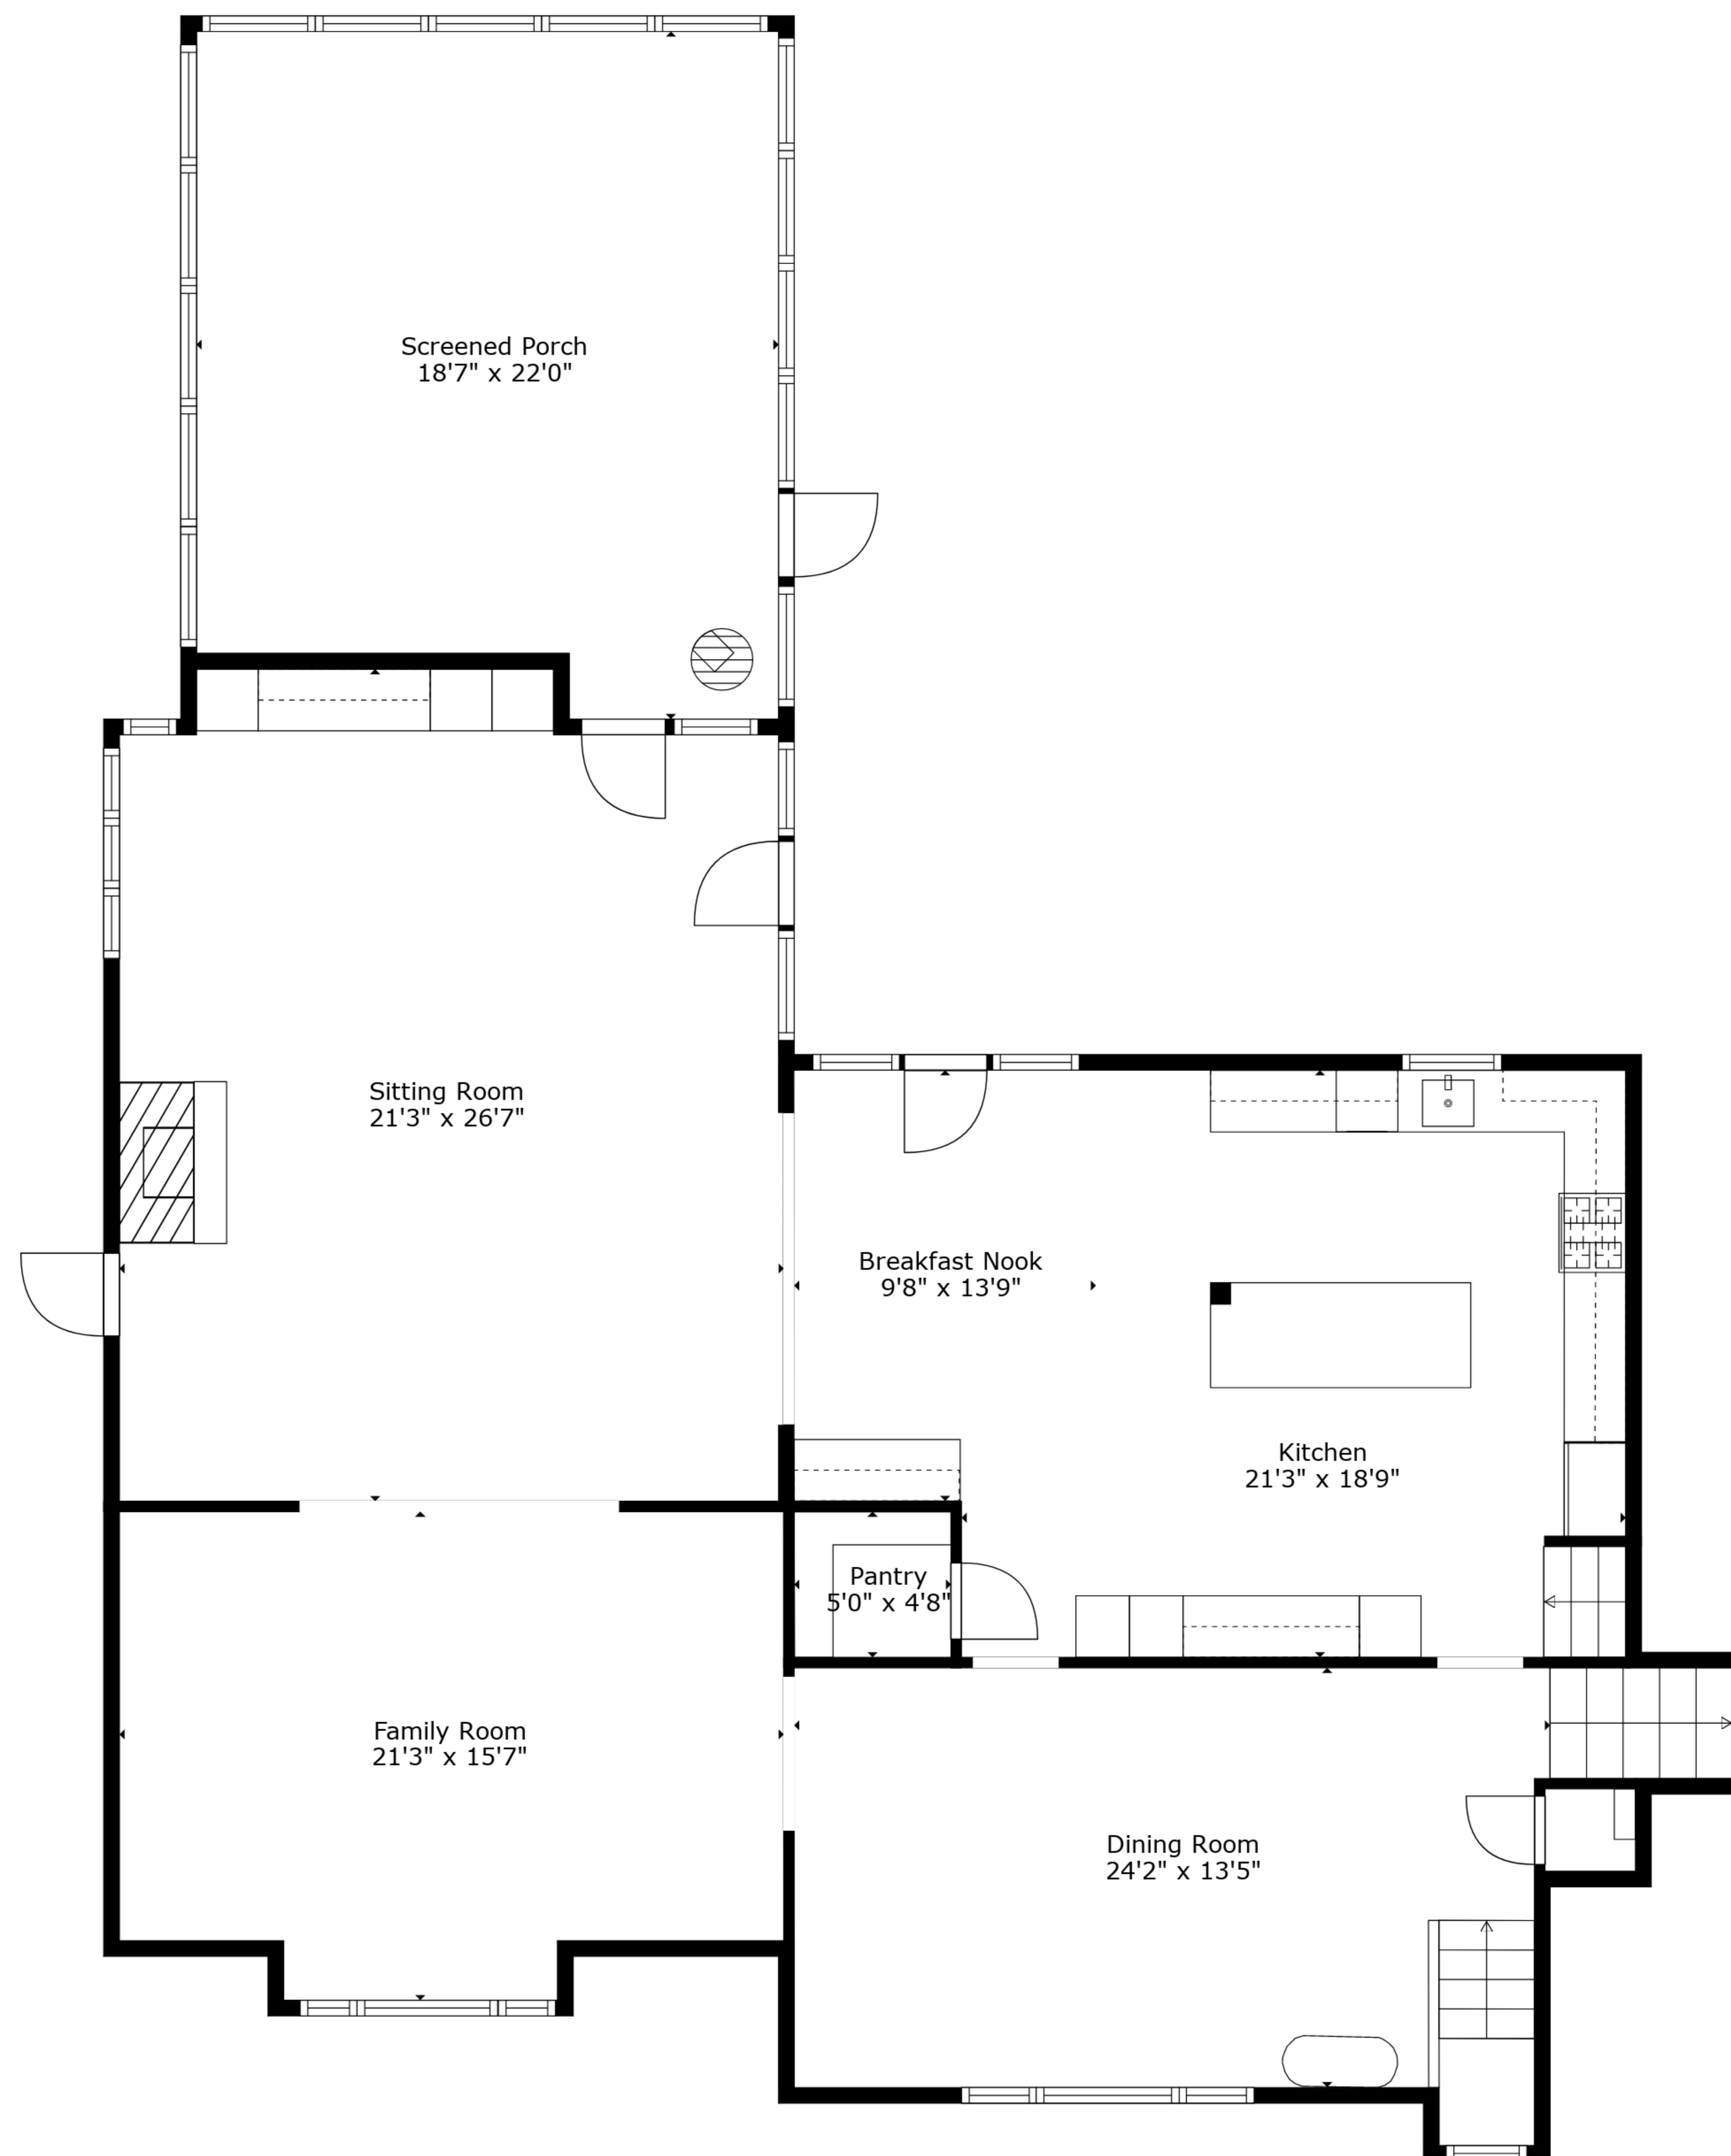 Screened Porch
18'7" x 22'0"
Sitting Room
21'3" x 26'7"
Breakfast Nook
9'8" x 13'9"
Kitchen
21'3" x 18'9"
Pantry
5'0" x 4'8"
Family Room
21'3" x 15'7"
Dining Room
24'2" x 13'5"